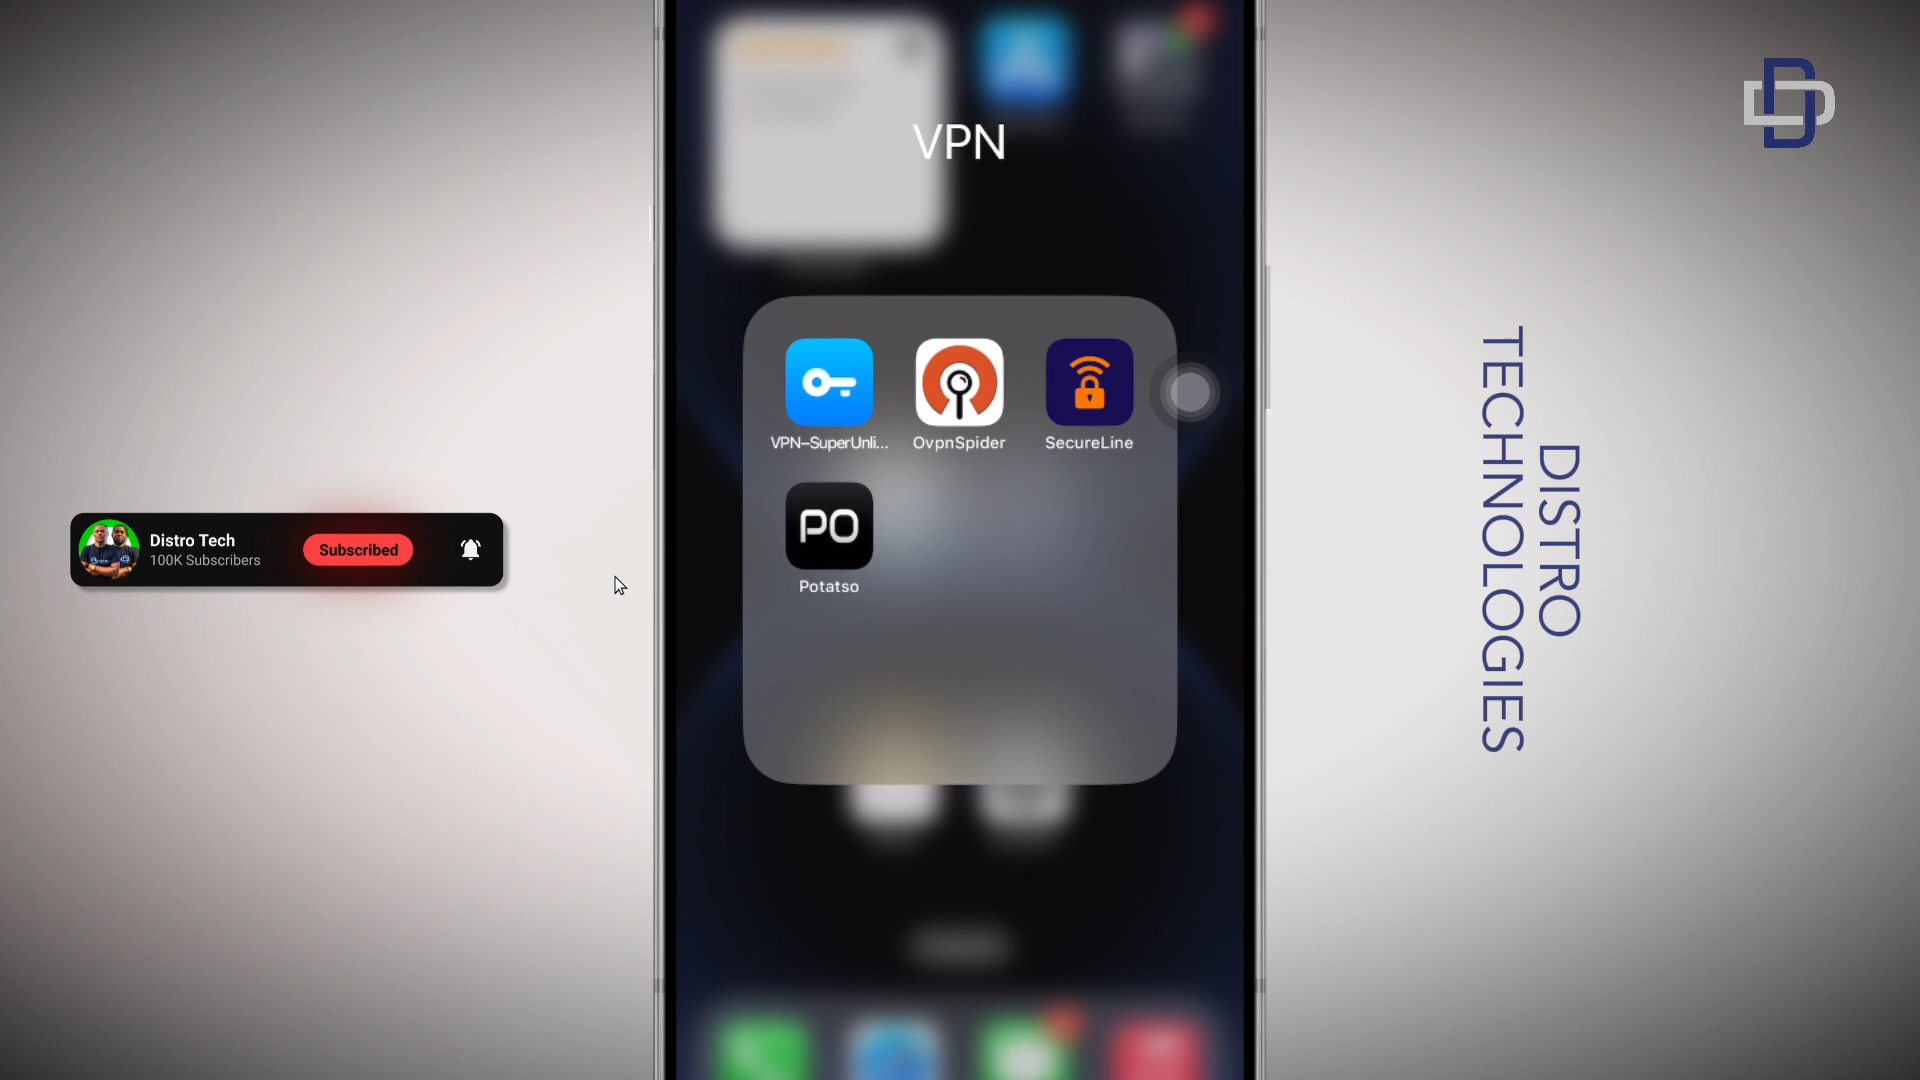 VPN
VPN–SuperUnli...
OvpnSpider
SecureLine
PO
Potatso
Distro Tech
100K Subscribers
Subscribed
DISTRO
TECHNOLOGIES